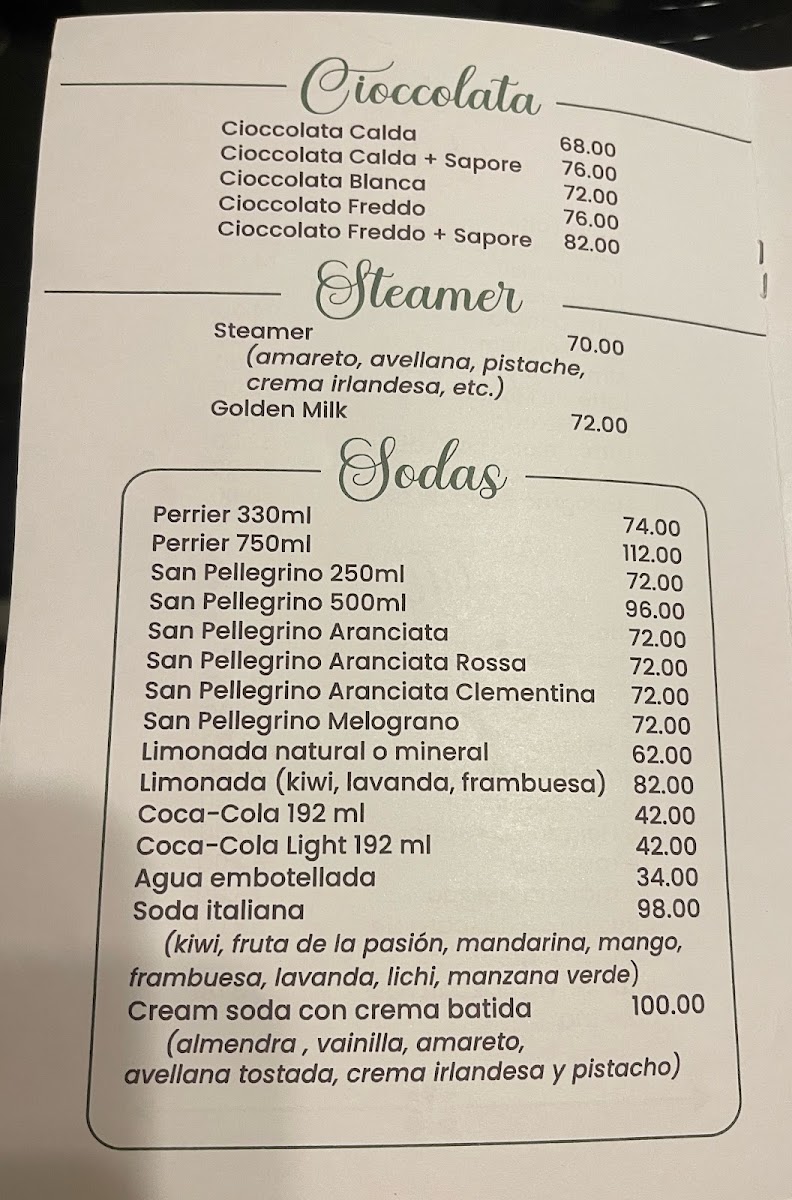 Cioccolata
Cioccolata Calda 68.00
Cioccolata Calda + Sapore 76.00
Cioccolata Blanca 72.00
Cioccolato Freddo 76.00
Cioccolato Freddo + Sapore 82.00
Steamer
Steamer 70.00
(amareto, avellana, pistache,
crema irlandesa, etc.)
Golden Milk 72.00
Sodas
Perrier 330ml 74.00
Perrier 750ml 112.00
San Pellegrino 250ml 72.00
San Pellegrino 500ml 96.00
San Pellegrino Aranciata 72.00
San Pellegrino Aranciata Rossa 72.00
San Pellegrino Aranciata Clementina 72.00
San Pellegrino Melograno 72.00
Limonada natural o mineral 62.00
Limonada (kiwi, lavanda, frambuesa) 82.00
Coca-Cola 192 ml 42.00
Coca-Cola Light 192 ml 42.00
Agua embotellada 34.00
Soda italiana 98.00
(kiwi, fruta de la pasión, mandarina, mango,
frambuesa, lavanda, lichi, manzana verde)
Cream soda con crema batida 100.00
(almendra , vainilla, amareto,
avellana tostada, crema irlandesa y pistacho)